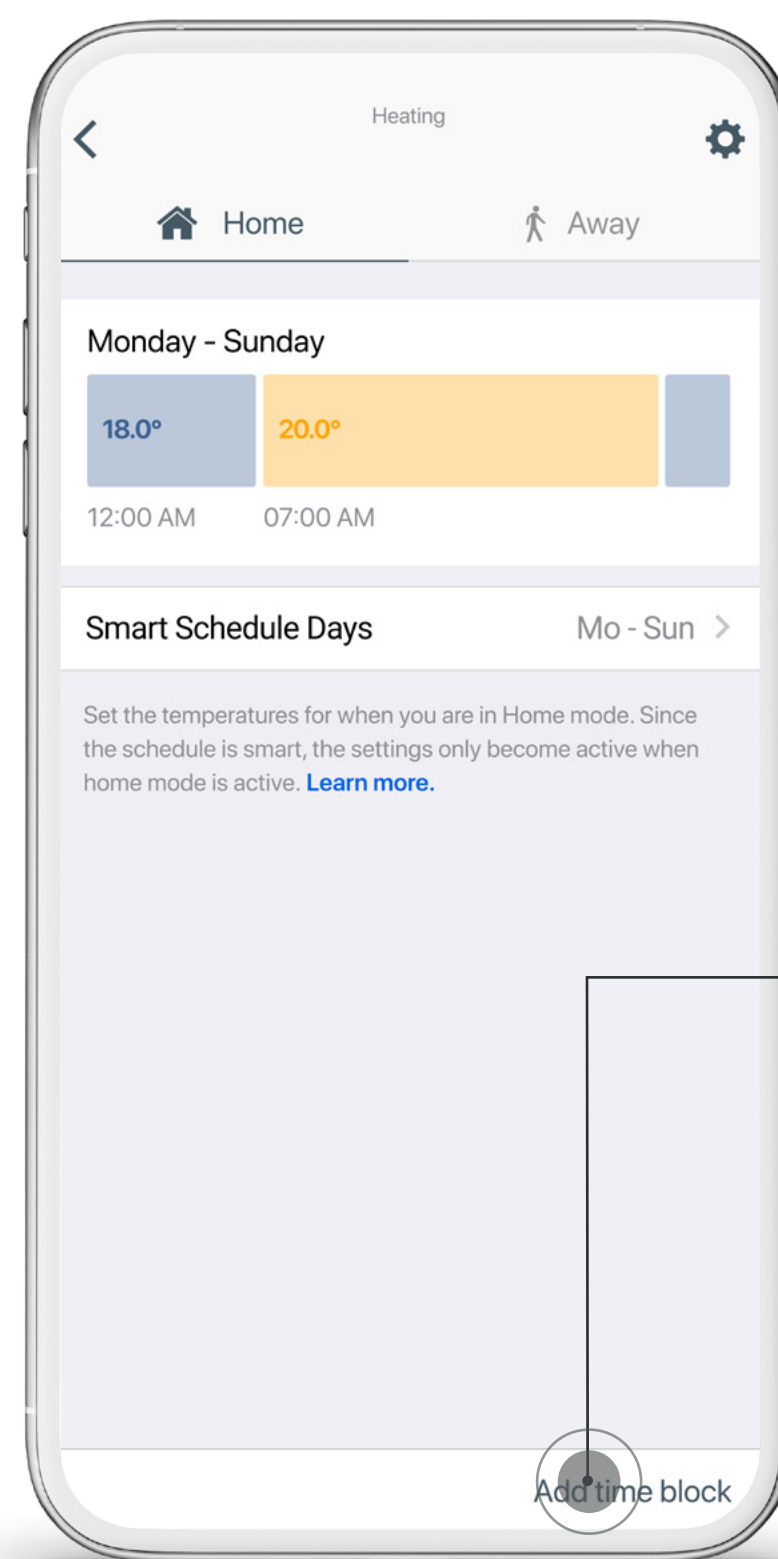 Heating
Home
Away
Monday - Sunday
18.0°
20.0°
12:00 AM
07:00 AM
Smart Schedule Days
Mo - Sun
Set the temperatures for when you are in Home mode. Since
the schedule is smart, the settings only become active when
home mode is active. Learn more.
Add time block